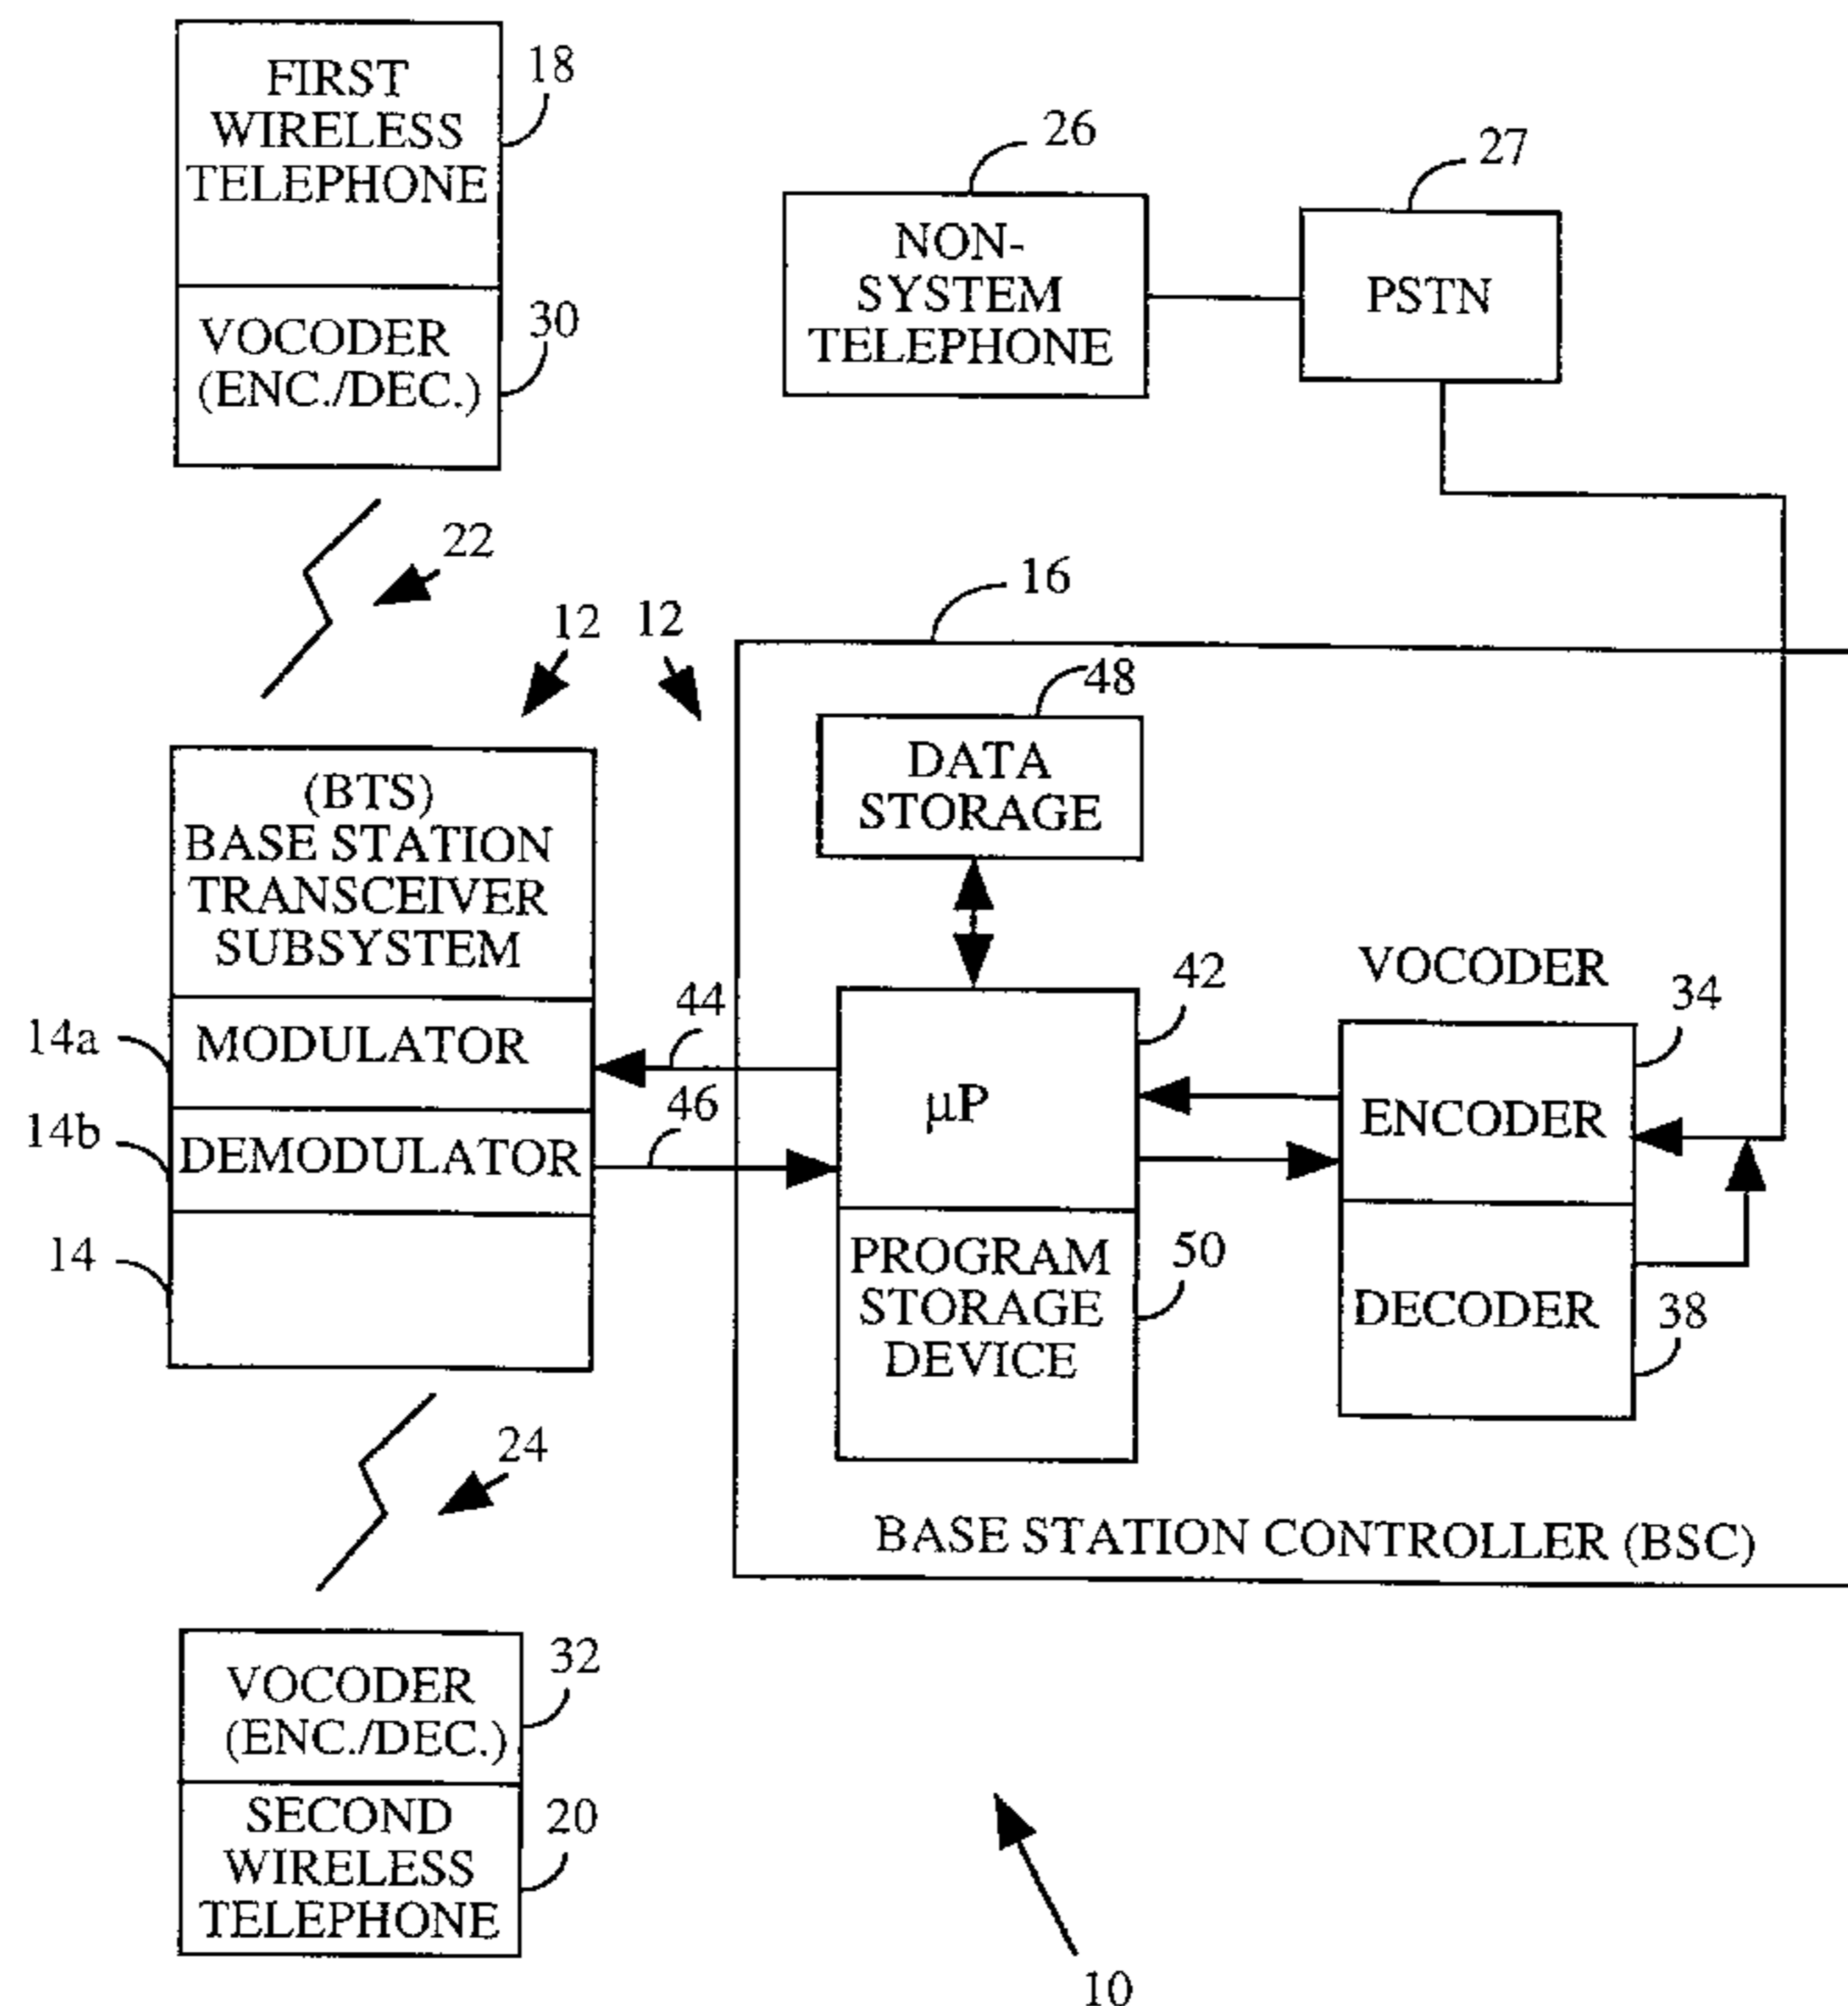 FIRST
WIRELESS
TELEPHONE
18
VOCODER
(ENC./DEC.)
30
26
NON-
SYSTEM
TELEPHONE
27
PSTN
22
12
12
16
48
DATA
STORAGE
(BTS)
BASE STATION
TRANSCEIVER
SUBSYSTEM
14a
MODULATOR
14b
DEMODULATOR
14
44
46
42
µP
50
PROGRAM
STORAGE
DEVICE
VOCODER
34
ENCODER
DECODER
38
BASE STATION CONTROLLER (BSC)
24
VOCODER
(ENC./DEC.)
32
SECOND
WIRELESS
TELEPHONE
20
10